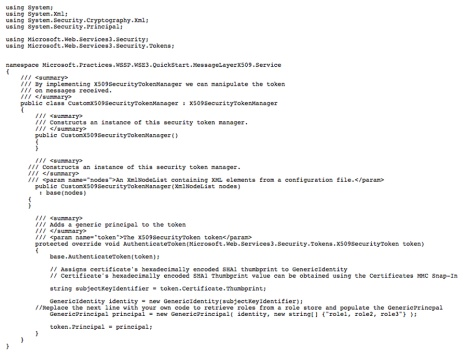 using System;
using System.Xml;
using System.Security.Cryptography.Xml;
using System.Security.Principal;

using Microsoft.Web.Services3.Security;
using Microsoft.Web.Services3.Security.Tokens;

namespace Microsoft.Practices.WSSP.WSE3.QuickStart.MessageLayerX509.Service
{
    /// <summary>
    /// By implementing X509SecurityTokenManager we can manipulate the token
    /// on messages received.
    /// </summary>
    public class CustomX509SecurityTokenManager : X509SecurityTokenManager
    {
        /// <summary>
        /// Constructs an instance of this security token manager.
        /// </summary>
        public CustomX509SecurityTokenManager()
        {
        }

        /// <summary>
        /// Constructs an instance of this security token manager.
        /// </summary>
        /// <param name="nodes">An XmlNodeList containing XML elements from a configuration file.</param>
        public CustomX509SecurityTokenManager(XmlNodeList nodes)
         : base(nodes)
        {
        }

        /// <summary>
        /// Adds a generic principal to the token
        /// </summary>
        /// <param name="token">The X509SecurityToken token</param>
        protected override void AuthenticateToken(Microsoft.Web.Services3.Security.Tokens.X509SecurityToken token)
        {
            base.AuthenticateToken(token);

            // Assigns certificate's hexadecimally encoded SHA1 thumbprint to GenericIdentity
            // Certificate's hexadecimally encoded SHA1 Thumbprint value can be obtained using the Certificates MMC Snap-In

            string subjectKeyIdentifier = token.Certificate.Thumbprint;

            GenericIdentity identity = new GenericIdentity(subjectKeyIdentifier);
        //Replace the next line with your own code to retrieve roles from a role store and populate the GenericPrincpal
            GenericPrincipal principal = new GenericPrincipal( identity, new string[] {"role1, role2, role3"} );

            token.Principal = principal;
        }
    }
}